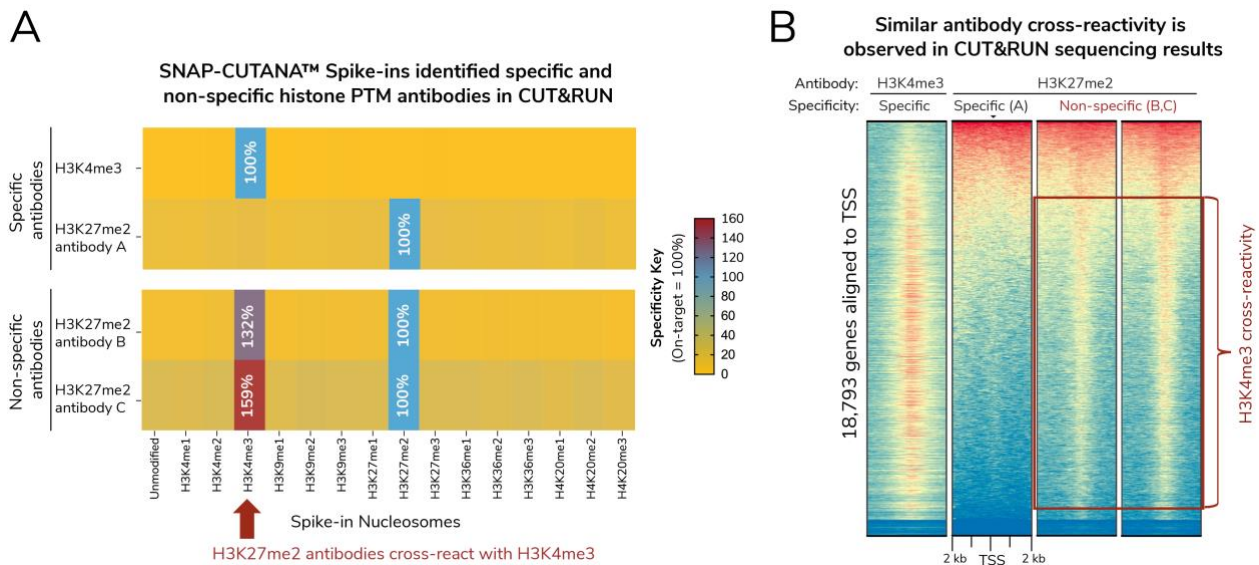 A
SNAP-CUTANA™ Spike-ins identified specific and
non-specific histone PTM antibodies in CUT&RUN
Specific
antibodies
H3K4me3
100%
H3K27me2
antibody A
100%
Non-specific
antibodies
H3K27me2
antibody B
132%
100%
H3K27me2
antibody C
159%
100%
Unmodified
H3K4me1
H3K4me2
H3K4me3
H3K9me1
H3K9me2
H3K9me3
H3K27me1
H3K27me2
H3K27me3
H3K36me1
H3K36me2
H3K36me3
H4K20me1
H4K20me2
H4K20me3
Spike-in Nucleosomes
H3K27me2 antibodies cross-react with H3K4me3
Specificity Key
(On-target = 100%)
160
140
120
100
80
60
40
20
0
B
Similar antibody cross-reactivity is
observed in CUT&RUN sequencing results
Antibody: H3K4me3 H3K27me2
Specificity: Specific Specific (A) Non-specific (B,C)
18,793 genes aligned to TSS
H3K4me3 cross-reactivity
2 kb TSS 2 kb